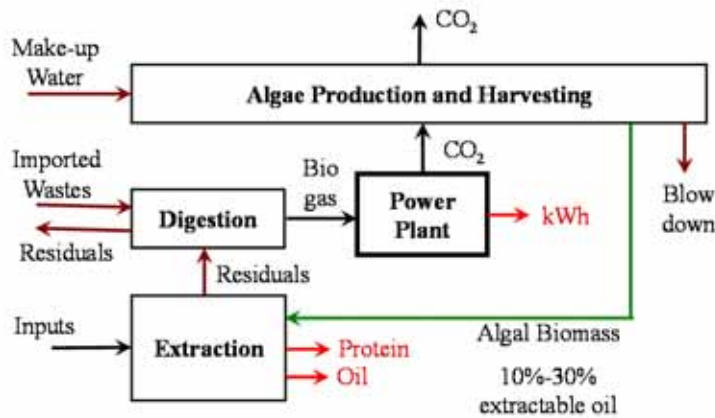 CO₂
Make-up
Water
Algae Production and Harvesting
CO₂
Imported
Wastes
Bio
gas
Power
Plant
Blow
down
Digestion
kWh
Residuals
Residuals
Inputs
Extraction
Algal Biomass
Protein
Oil
10%-30%
extractable oil